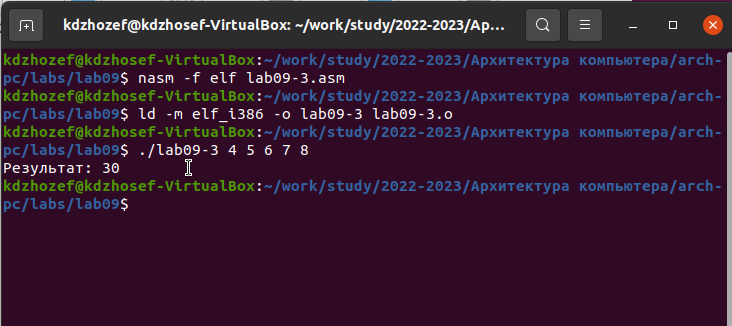 kdzhozef@kdzhosef-VirtualBox: ~/work/study/2022-2023/Ар...
kdzhozef@kdzhosef-VirtualBox:~/work/study/2022-2023/Архитектура компьютера/arch-
pc/labs/lab09$ nasm -f elf lab09-3.asm
kdzhozef@kdzhosef-VirtualBox:~/work/study/2022-2023/Архитектура компьютера/arch-
pc/labs/lab09$ ld -m elf_i386 -o lab09-3 lab09-3.o
kdzhozef@kdzhosef-VirtualBox:~/work/study/2022-2023/Архитектура компьютера/arch-
pc/labs/lab09$ ./lab09-3 4 5 6 7 8
Результат: 30
kdzhozef@kdzhosef-VirtualBox:~/work/study/2022-2023/Архитектура компьютера/arch-
pc/labs/lab09$